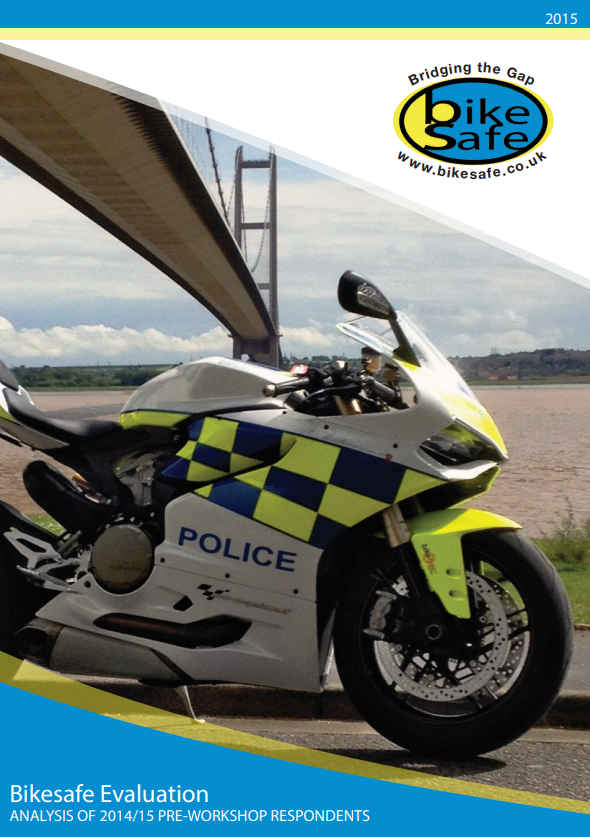 2015
Bridging the Gap
bike
Safe
www.bikesafe.co.uk
POLICE
Bikesafe Evaluation
ANALYSIS OF 2014/15 PRE-WORKSHOP RESPONDENTS